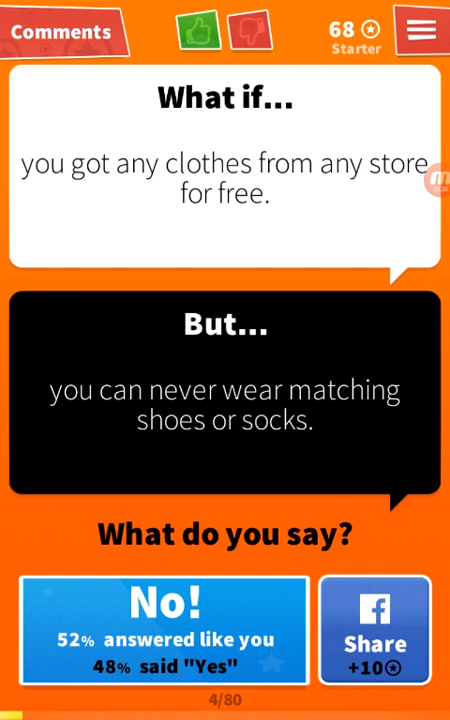 Comments
68
Starter
What if...
you got any clothes from any store
for free.
But...
you can never wear matching
shoes or socks.
What do you say?
No!
52% answered like you
48% said "Yes"
Share
+10
4/80